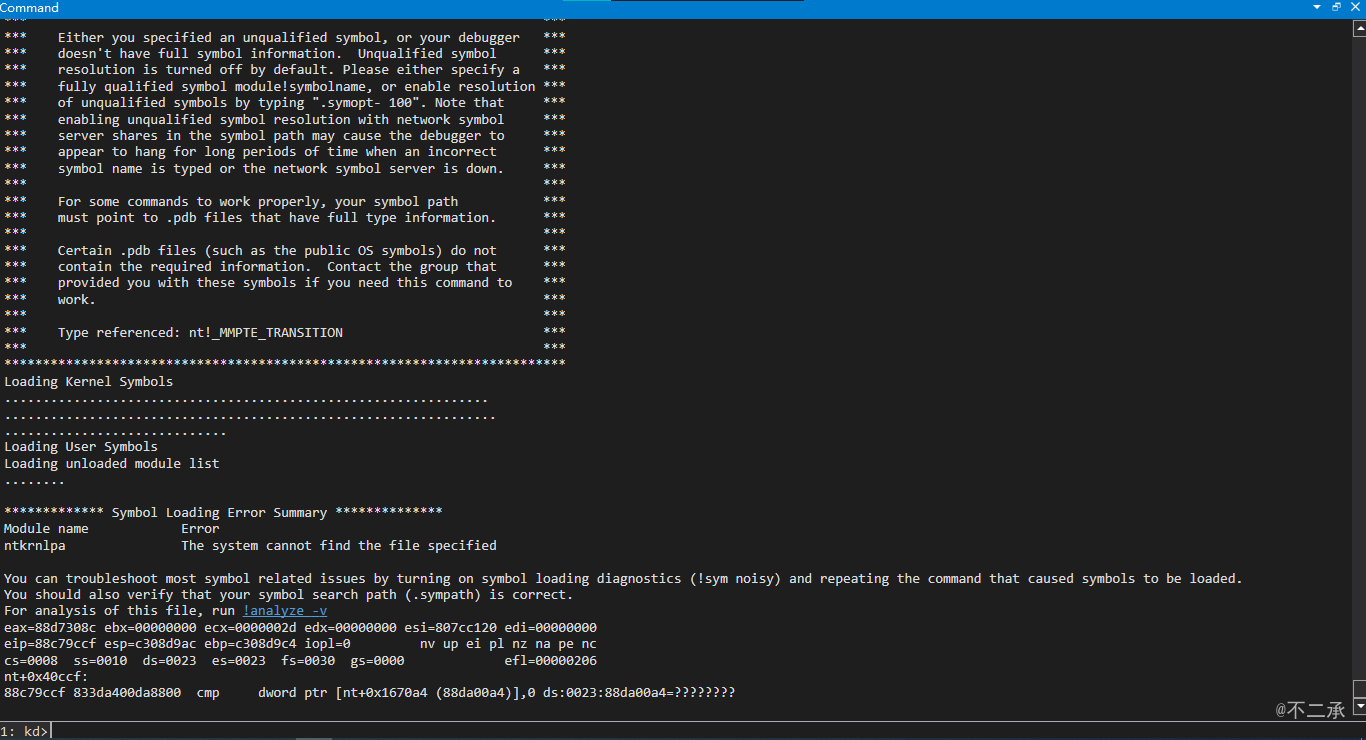 Command
***                                                                  ***
***    Either you specified an unqualified symbol, or your debugger   ***
***    doesn't have full symbol information.  Unqualified symbol      ***
***    resolution is turned off by default. Please either specify a   ***
***    fully qualified symbol module!symbolname, or enable resolution ***
***    of unqualified symbols by typing ".symopt- 100". Note that     ***
***    enabling unqualified symbol resolution with network symbol     ***
***    server shares in the symbol path may cause the debugger to     ***
***    appear to hang for long periods of time when an incorrect      ***
***    symbol name is typed or the network symbol server is down.     ***
***                                                                   ***
***    For some commands to work properly, your symbol path           ***
***    must point to .pdb files that have full type information.      ***
***                                                                   ***
***    Certain .pdb files (such as the public OS symbols) do not      ***
***    contain the required information.  Contact the group that      ***
***    provided you with these symbols if you need this command to    ***
***    work.                                                          ***
***                                                                   ***
***    Type referenced: nt!_MMPTE_TRANSITION                          ***
***                                                                   ***
*************************************************************************
Loading Kernel Symbols
...............................................................
................................................................
.............................
Loading User Symbols
Loading unloaded module list
........
************* Symbol Loading Error Summary **************
Module name            Error
ntkrnlpa               The system cannot find the file specified
You can troubleshoot most symbol related issues by turning on symbol loading diagnostics (!sym noisy) and repeating the command that caused symbols to be loaded.
You should also verify that your symbol search path (.sympath) is correct.
For analysis of this file, run !analyze -v
eax=88d7308c ebx=00000000 ecx=0000002d edx=00000000 esi=807cc120 edi=00000000
eip=88c79ccf esp=c308d9ac ebp=c308d9c4 iopl=0         nv up ei pl nz na pe nc
cs=0008  ss=0010  ds=0023  es=0023  fs=0030  gs=0000             efl=00000206
nt+0x40ccf:
88c79ccf 833da400da8800  cmp     dword ptr [nt+0x1670a4 (88da00a4)],0 ds:0023:88da00a4=????????
@不二承
1: kd>